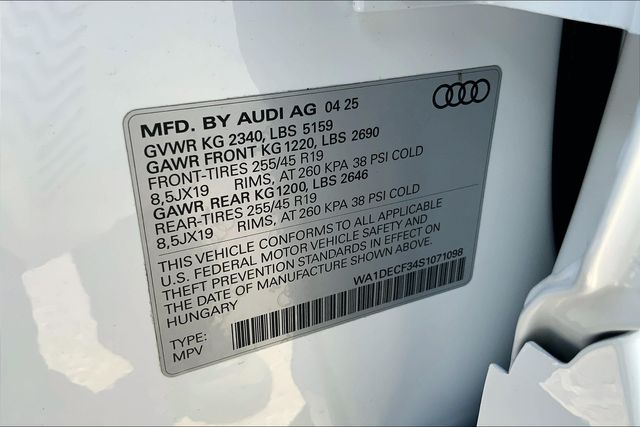 MFD. BY AUDI AG 04 25
GVWR KG 2340, LBS 5159
GAWR FRONT KG 1220, LBS 2690
FRONT-TIRES 255/45 R19
8,5JX19 RIMS, AT 260 KPA 38 PSI COLD
GAWR REAR KG1200, LBS 2646
REAR-TIRES 255/45 R19
8,5JX19 RIMS, AT 260 KPA 38 PSI COLD
THIS VEHICLE CONFORMS TO ALL APPLICABLE
U.S. FEDERAL MOTOR VEHICLE SAFETY AND
THEFT PREVENTION STANDARDS IN EFFECT ON
THE DATE OF MANUFACTURE SHOWN ABOVE.
HUNGARY
WA1DECF34S1071098
TYPE:
MPV